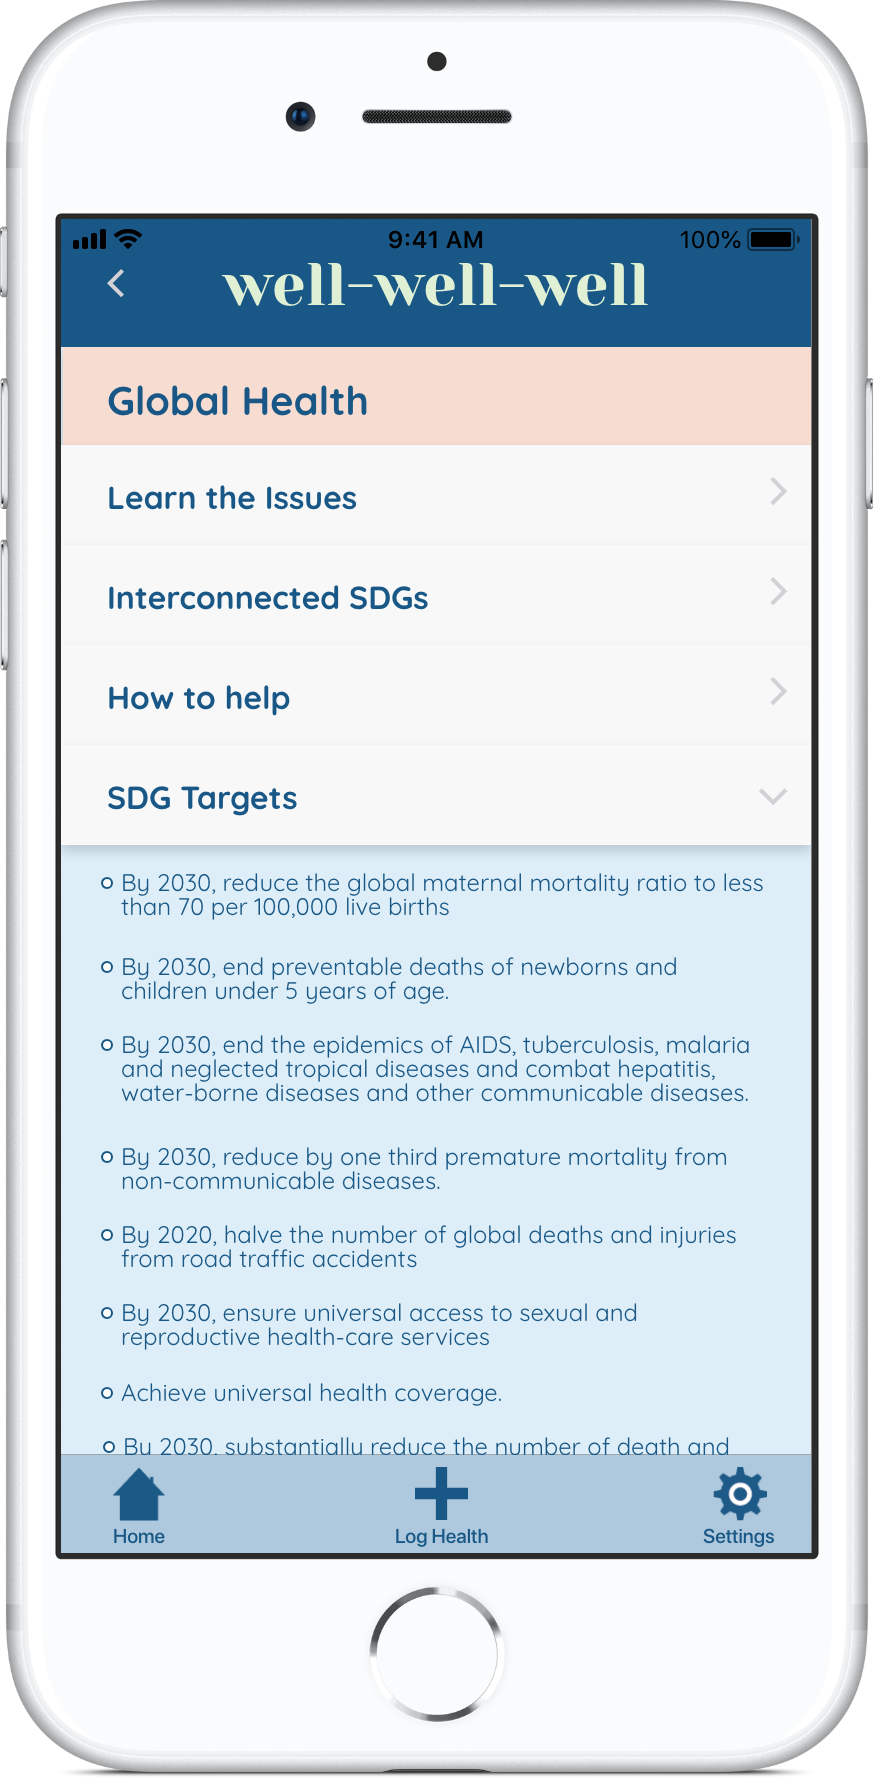 9:41 AM
100%
well-well-well
Global Health
Learn the Issues
Interconnected SDGs
How to help
SDG Targets
By 2030, reduce the global maternal mortality ratio to less
than 70 per 100,000 live births
By 2030, end preventable deaths of newborns and
children under 5 years of age.
By 2030, end the epidemics of AIDS, tuberculosis, malaria
and neglected tropical diseases and combat hepatitis,
water-borne diseases and other communicable diseases.
By 2030, reduce by one third premature mortality from
non-communicable diseases.
By 2020, halve the number of global deaths and injuries
from road traffic accidents
By 2030, ensure universal access to sexual and
reproductive health-care services
Achieve universal health coverage.
By 2030, substantially reduce the number of death and
Home
Log Health
Settings